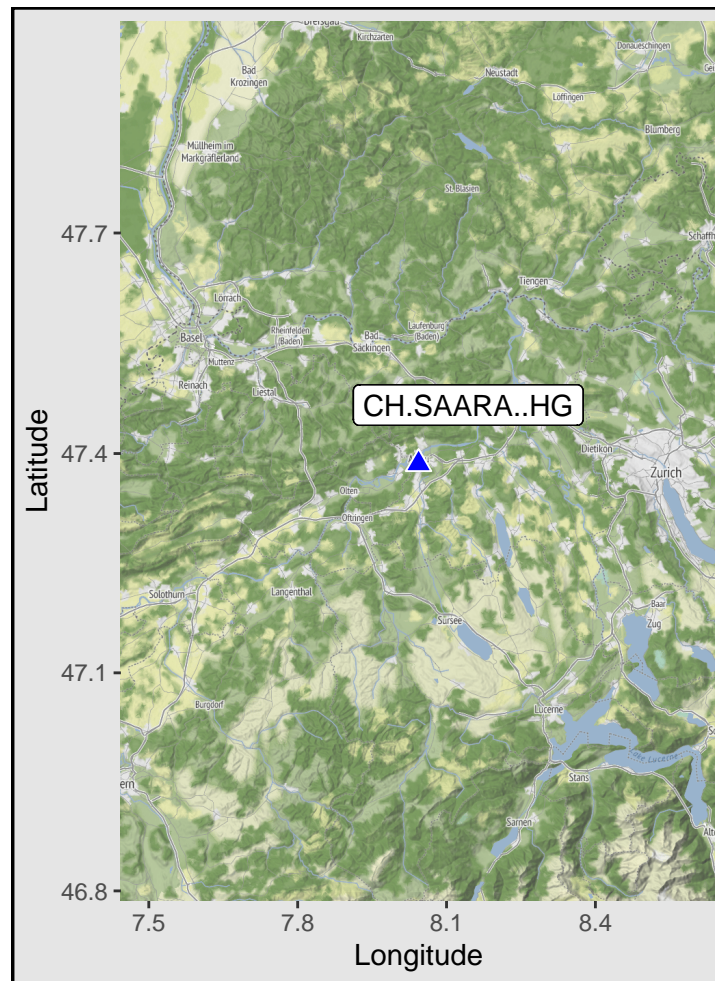 Kirchzarten
Donaueschingen
Bad
Krozingen
Neustadt
Löffingen
Blumberg
Müllheim im
Markgräflerland
St. Blasien
47.7
Tiengen
Lörrach
Basel
Rheinfelden
(Baden)
Laufenburg
(Baden)
Bad
Säckingen
Muttenz
Reinach
Liestal
CH.SAARA..HG
47.4
Dietikon
Zurich
Olten
Oftringen
Latitude
Solothurn
Langenthal
Baar
Zug
Sursee
47.1
Burgdorf
Lucerne
Lake Lucerne
Stans
Sarnen
46.8
7.5
7.8
8.1
8.4
Longitude